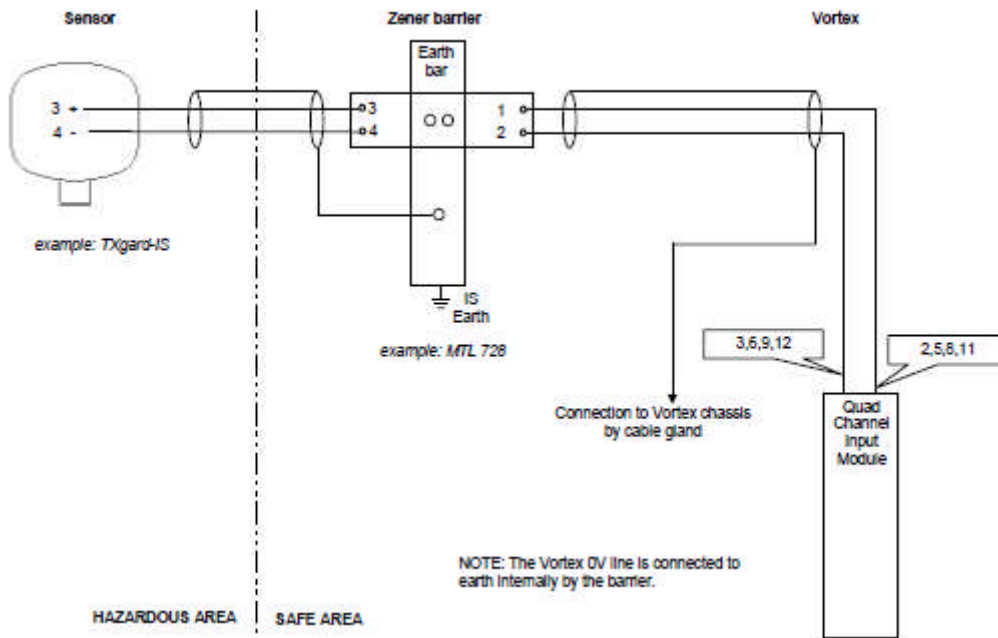 Sensor
Zener barrier
Vortex
Earth
bar
3 +
4 -
3
4
1
2
example: TXgard-IS
IS
Earth
example: MTL 728
3,6,9,12
2,5,8,11
Connection to Vortex chassis
by cable gland
Quad
Channel
Input
Module
NOTE: The Vortex 0V line is connected to
earth internally by the barrier.
HAZARDOUS AREA
SAFE AREA